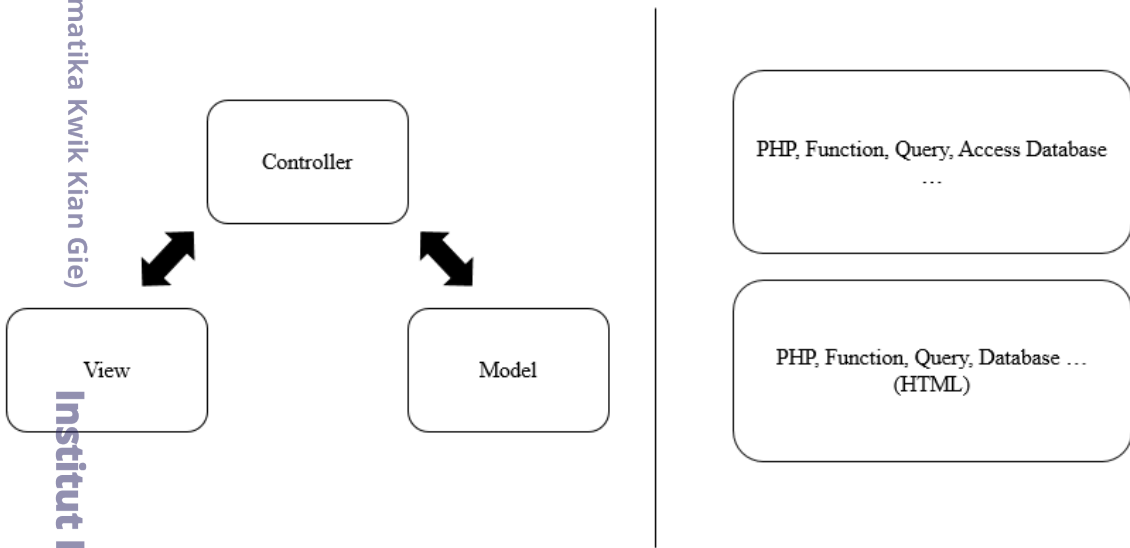 matika Kwik Kian Gie)
Institut
Controller
View
Model
PHP, Function, Query, Access Database
…
PHP, Function, Query, Database …
(HTML)